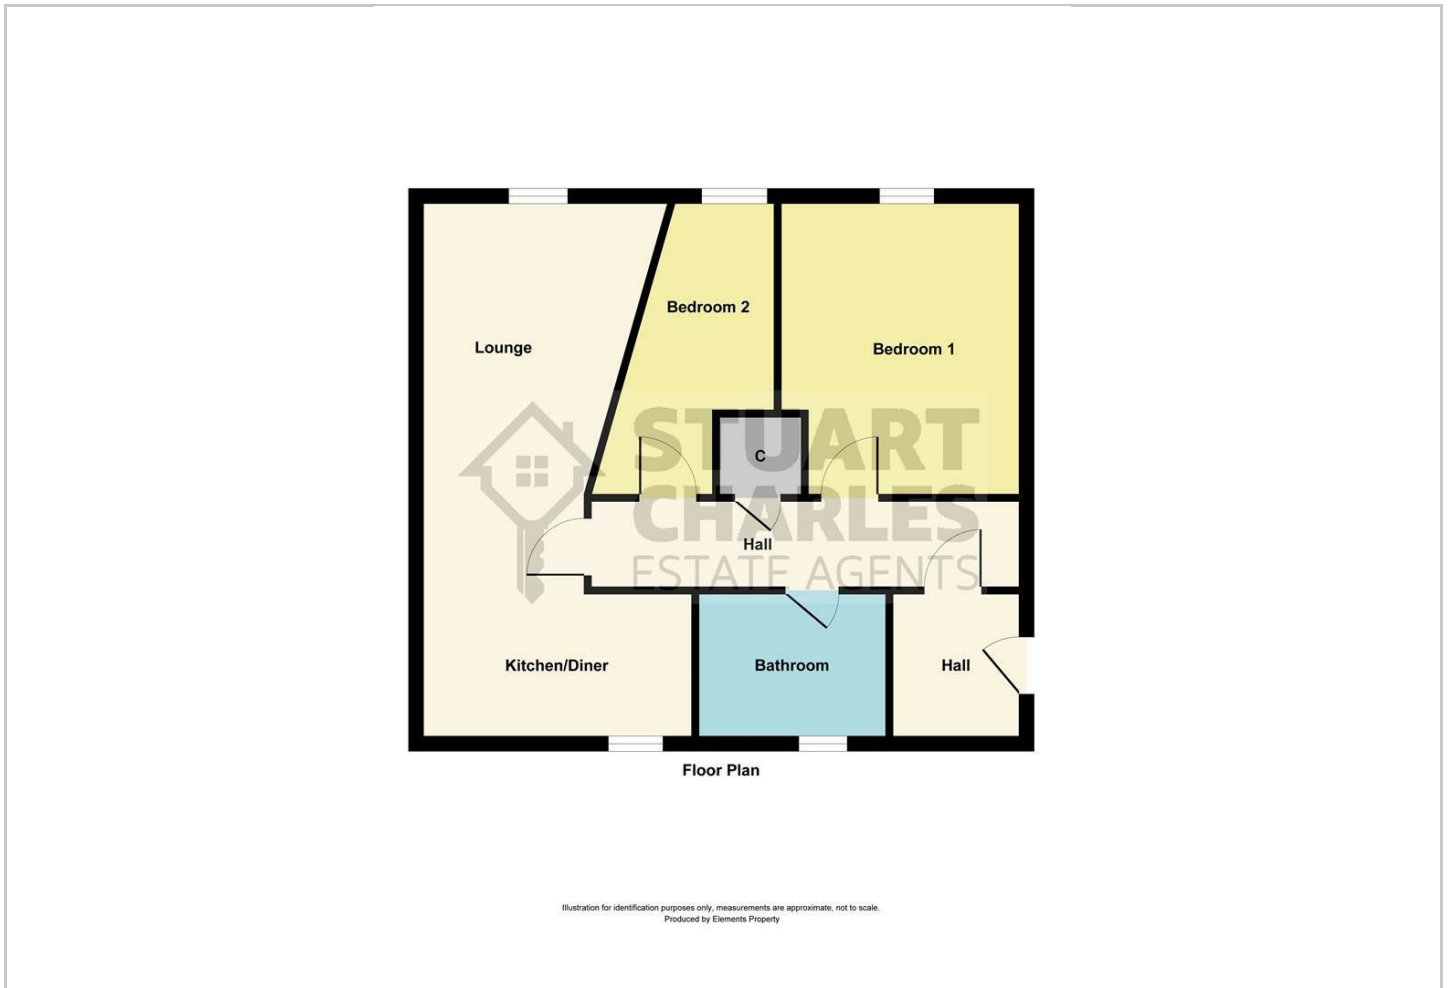 Lounge
Bedroom 2
Bedroom 1
C
STUART
CHARLES
ESTATE AGENTS
Hall
Kitchen/Diner
Bathroom
Hall
Floor Plan
Illustration for identification purposes only, measurements are approximate, not to scale.
Produced by Elements Property